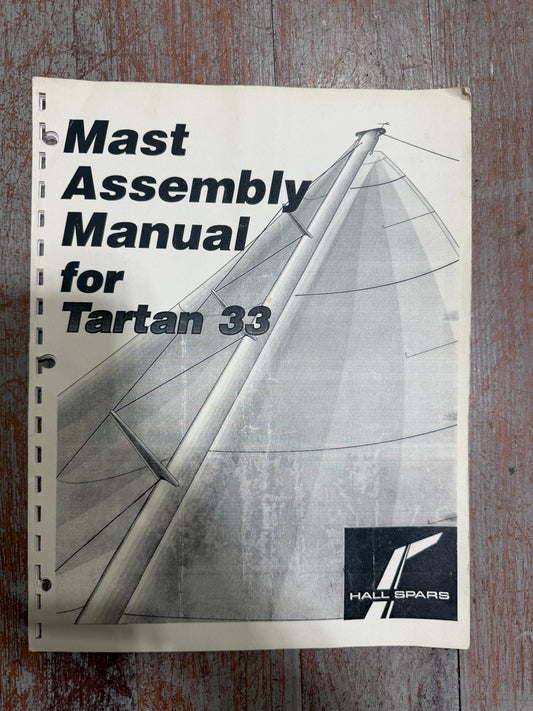 Mast
Assembly
Manual
for
Tartan 33
HALL SPARS